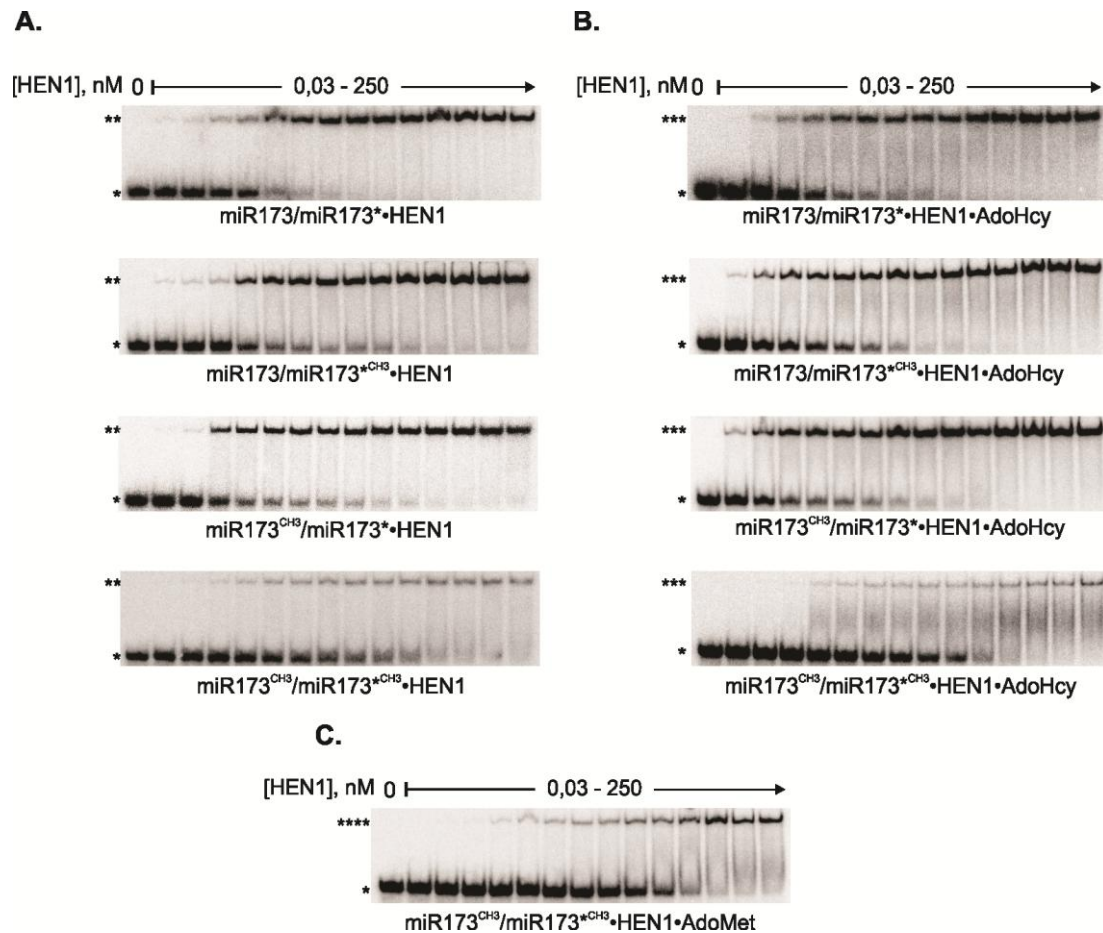 A.
[HEN1], nM 0 0,03 - 250
**
*
miR173/miR173*•HEN1
**
*
miR173/miR173*CH3•HEN1
**
*
miR173CH3/miR173*•HEN1
**
*
miR173CH3/miR173*CH3•HEN1
B.
[HEN1], nM 0 0,03 - 250
***
*
miR173/miR173*•HEN1•AdoHcy
***
*
miR173/miR173*CH3•HEN1•AdoHcy
***
*
miR173CH3/miR173*•HEN1•AdoHcy
***
*
miR173CH3/miR173*CH3•HEN1•AdoHcy
C.
[HEN1], nM 0 0,03 - 250
****
*
miR173CH3/miR173*CH3•HEN1•AdoMet